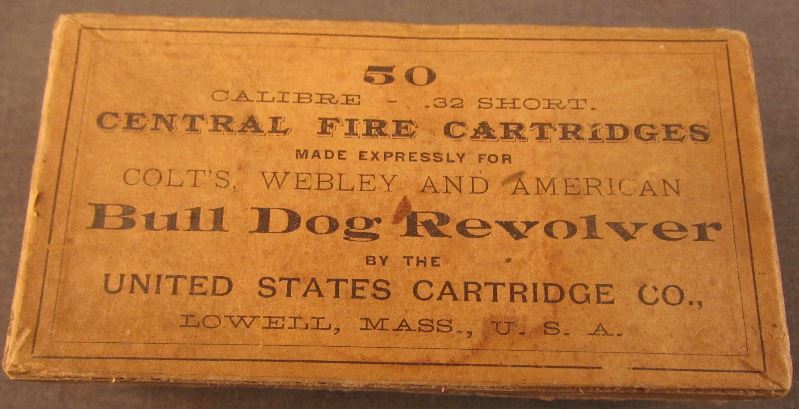 50
CALIBRE - .32 SHORT.
CENTRAL FIRE CARTRIDGES
MADE EXPRESSLY FOR
COLT'S, WEBLEY AND AMERICAN
Bull Dog Revolver
BY THE
UNITED STATES CARTRIDGE CO.,
LOWELL, MASS., U. S. A.